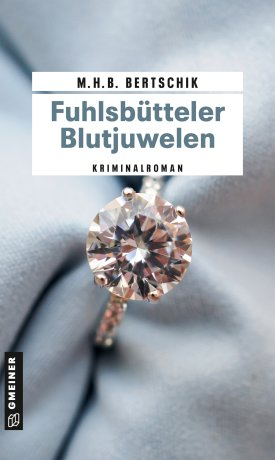 M.H.B. BERTSCHIK
Fuhlsbütteler
Blutjuwelen
KRIMINALROMAN
GMEINER